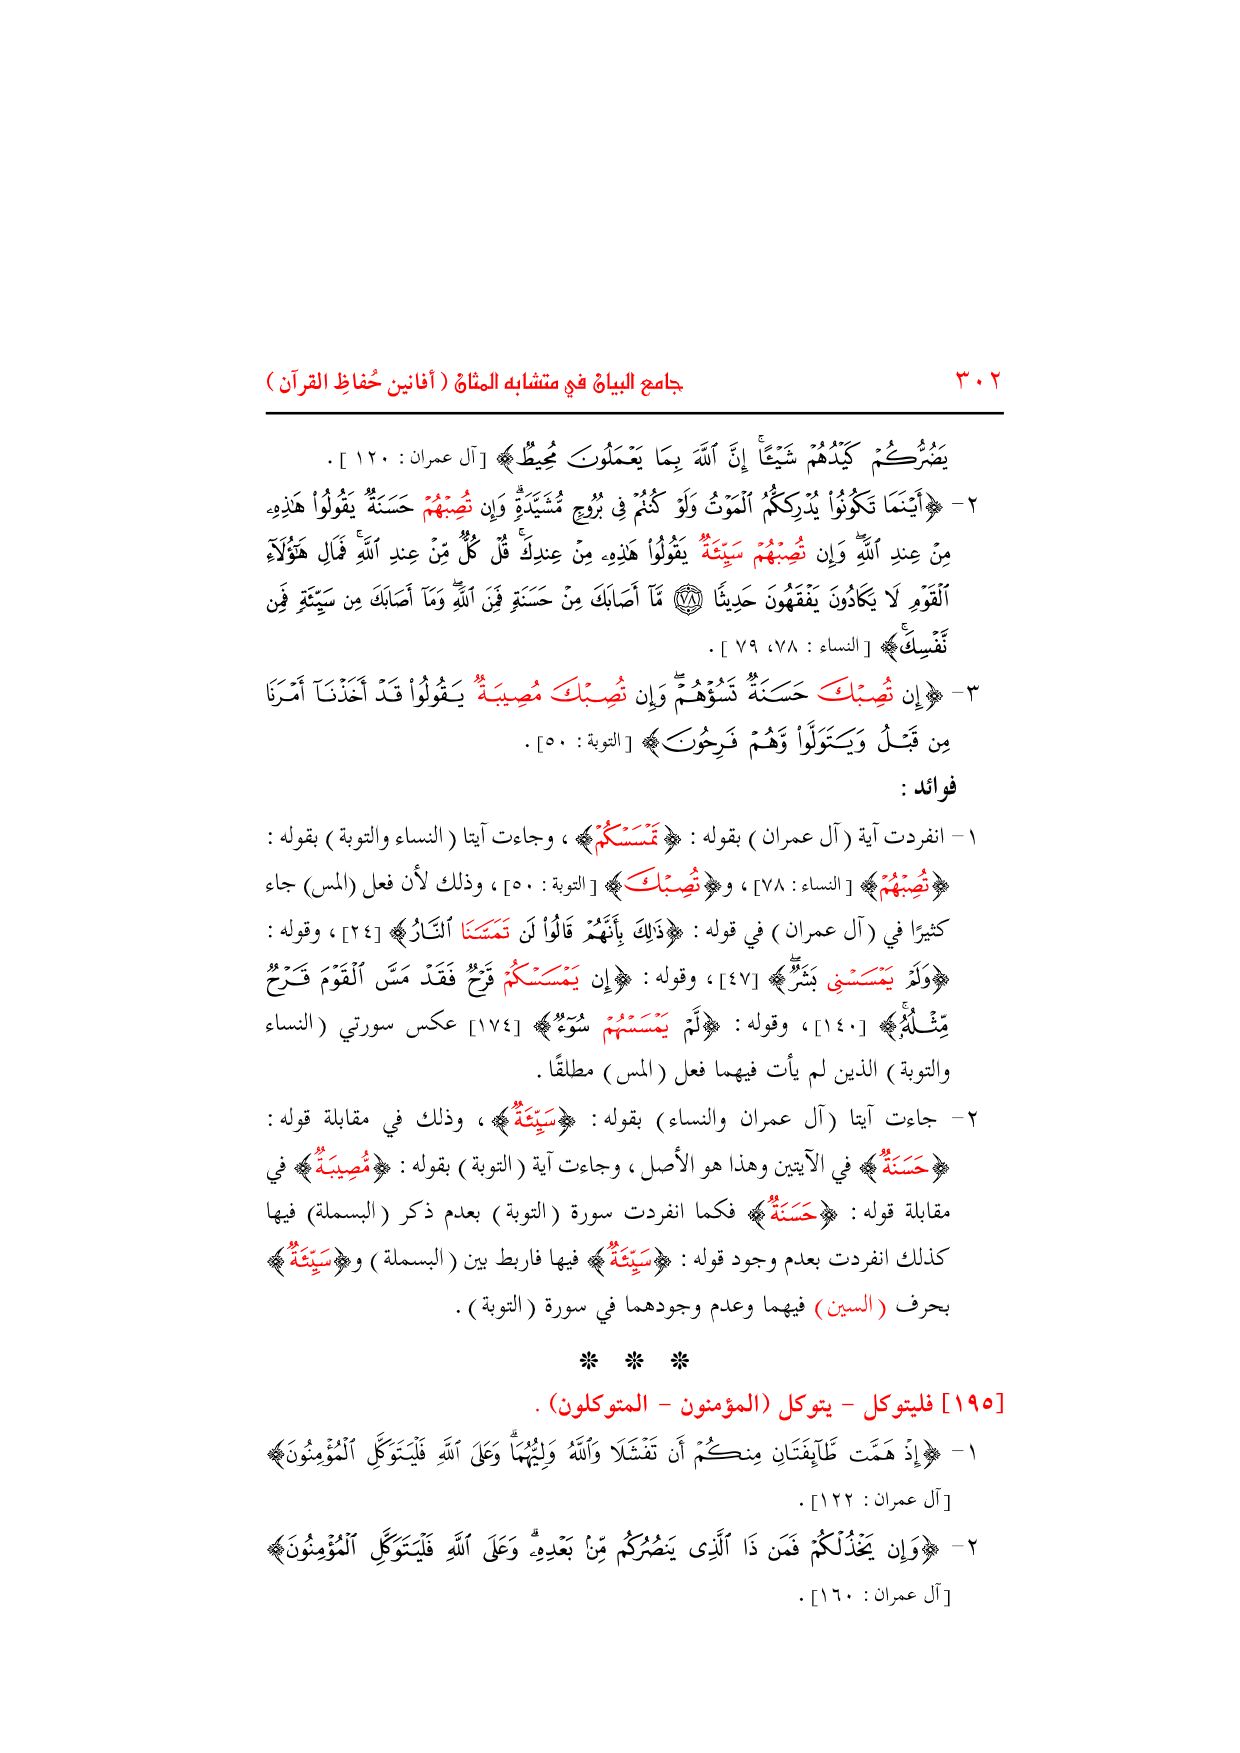 ٣٠٢ جامع البيان في متشابه المثان ( أفانين حُفاظِ القرآن )
يَضُرُّكُمْ كَيْدُهُمْ شَيْـًٔا ۗ إِنَّ ٱللَّهَ بِمَا يَعْمَلُونَ مُحِيطٌ﴾ [آل عمران : ١٢٠ ] .
٢- ﴿أَيْنَمَا تَكُونُوا۟ يُدْرِككُّمُ ٱلْمَوْتُ وَلَوْ كُنتُمْ فِى بُرُوجٍ مُّشَيَّدَةٍ ۗ وَإِن تُصِبْهُمْ حَسَنَةٌ يَقُولُوا۟ هَٰذِهِۦ
مِنْ عِندِ ٱللَّهِ ۖ وَإِن تُصِبْهُمْ سَيِّئَةٌ يَقُولُوا۟ هَٰذِهِۦ مِنْ عِندِكَ ۚ قُلْ كُلٌّ مِّنْ عِندِ ٱللَّهِ ۖ فَمَالِ هَٰٓؤُلَآءِ
ٱلْقَوْمِ لَا يَكَادُونَ يَفْقَهُونَ حَدِيثًا ٧٨ مَّآ أَصَابَكَ مِنْ حَسَنَةٍ فَمِنَ ٱللَّهِ ۖ وَمَآ أَصَابَكَ مِن سَيِّئَةٍ فَمِن
نَّفْسِكَ ۚ﴾ [ النساء : ٧٨، ٧٩ ] .
٣- ﴿إِن تُصِبْكَ حَسَنَةٌ تَسُؤْهُمْ ۖ وَإِن تُصِبْكَ مُصِيبَةٌ يَقُولُوا۟ قَدْ أَخَذْنَآ أَمْرَنَا
مِن قَبْلُ وَيَتَوَلَّوا۟ وَّهُمْ فَرِحُونَ﴾ [التوبة : ٥٠] .
فوائد :
١- انفردت آية (آل عمران) بقوله : ﴿تَمْسَسْكُمْ﴾ ، وجاءت آيتا ( النساء والتوبة ) بقوله :
﴿تُصِبْهُمْ﴾ [النساء : ٧٨] ، و﴿تُصِبْكَ﴾ [التوبة : ٥٠] ، وذلك لأن فعل (المس) جاء
كثيرًا في (آل عمران) في قوله : ﴿ذَٰلِكَ بِأَنَّهُمْ قَالُوا۟ لَن تَمَسَّنَا ٱلنَّارُ﴾ [٢٤] ، وقوله :
﴿وَلَمْ يَمْسَسْنِى بَشَرٌ ۖ﴾ [٤٧] ، وقوله : ﴿إِن يَمْسَسْكُمْ قَرْحٌ فَقَدْ مَسَّ ٱلْقَوْمَ قَرْحٌ
مِّثْلُهُۥ ۚ﴾ [١٤٠] ، وقوله : ﴿لَّمْ يَمْسَسْهُمْ سُوٓءٌ﴾ [١٧٤] عكس سورتي (النساء
والتوبة ) الذين لم يأت فيهما فعل ( المس ) مطلقًا .
٢- جاءت آيتا (آل عمران والنساء) بقوله : ﴿سَيِّئَةٌ﴾ ، وذلك في مقابلة قوله :
﴿حَسَنَةٌ﴾ في الآيتين وهذا هو الأصل ، وجاءت آية ( التوبة ) بقوله : ﴿مُّصِيبَةٌ﴾ في
مقابلة قوله : ﴿حَسَنَةٌ﴾ فكما انفردت سورة ( التوبة ) بعدم ذكر ( البسملة) فيها
كذلك انفردت بعدم وجود قوله : ﴿سَيِّئَةٌ﴾ فيها فاربط بين ( البسملة ) و﴿سَيِّئَةٌ﴾
بحرف ( السين ) فيهما وعدم وجودهما في سورة ( التوبة ) .
❊ ❊ ❊
[١٩٥] فليتوكل - يتوكل (المؤمنون - المتوكلون) .
١- ﴿إِذْ هَمَّت طَّآئِفَتَانِ مِنكُمْ أَن تَفْشَلَا وَٱللَّهُ وَلِيُّهُمَا ۗ وَعَلَى ٱللَّهِ فَلْيَتَوَكَّلِ ٱلْمُؤْمِنُونَ﴾
[آل عمران : ١٢٢] .
٢- ﴿وَإِن يَخْذُلْكُمْ فَمَن ذَا ٱلَّذِى يَنصُرُكُم مِّنۢ بَعْدِهِۦ ۗ وَعَلَى ٱللَّهِ فَلْيَتَوَكَّلِ ٱلْمُؤْمِنُونَ﴾
[آل عمران : ١٦٠] .